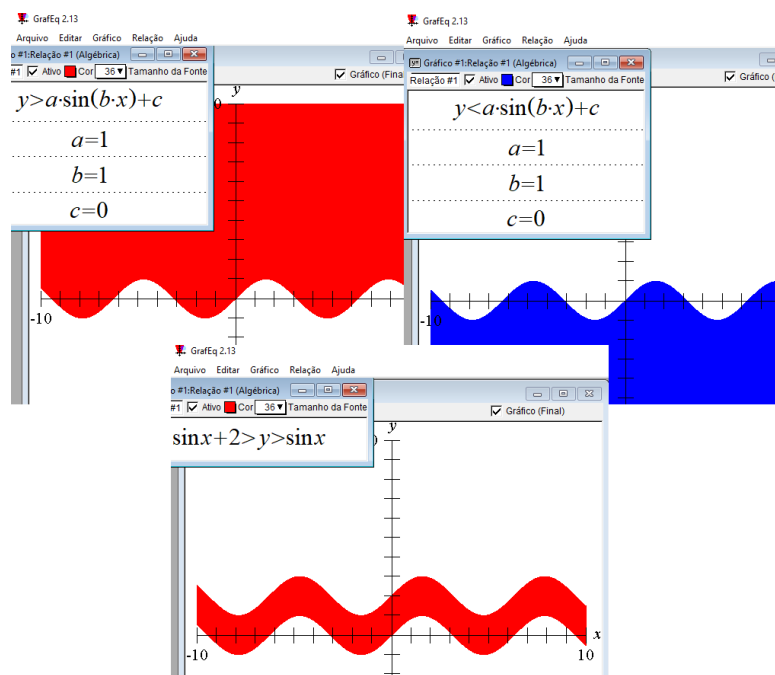 GrafEq 2.13
Arquivo Editar Gráfico Relação Ajuda
#1:Relação #1 (Algébrica)
#1 Ativo Cor 36 Tamanho da Fonte
Gráfico (Fina
y>a·sin(b·x)+c
a=1
b=1
c=0
y
0
-10
GrafEq 2.13
Arquivo Editar Gráfico Relação Ajuda
Gráfico #1:Relação #1 (Algébrica)
Relação #1 Ativo Cor 36 Tamanho da Fonte
Gráfico (
y<a·sin(b·x)+c
a=1
b=1
c=0
-10
GrafEq 2.13
Arquivo Editar Gráfico Relação Ajuda
#1:Relação #1 (Algébrica)
#1 Ativo Cor 36 Tamanho da Fonte
Gráfico (Final)
sinx+2>y>sinx
y
x
-10
10